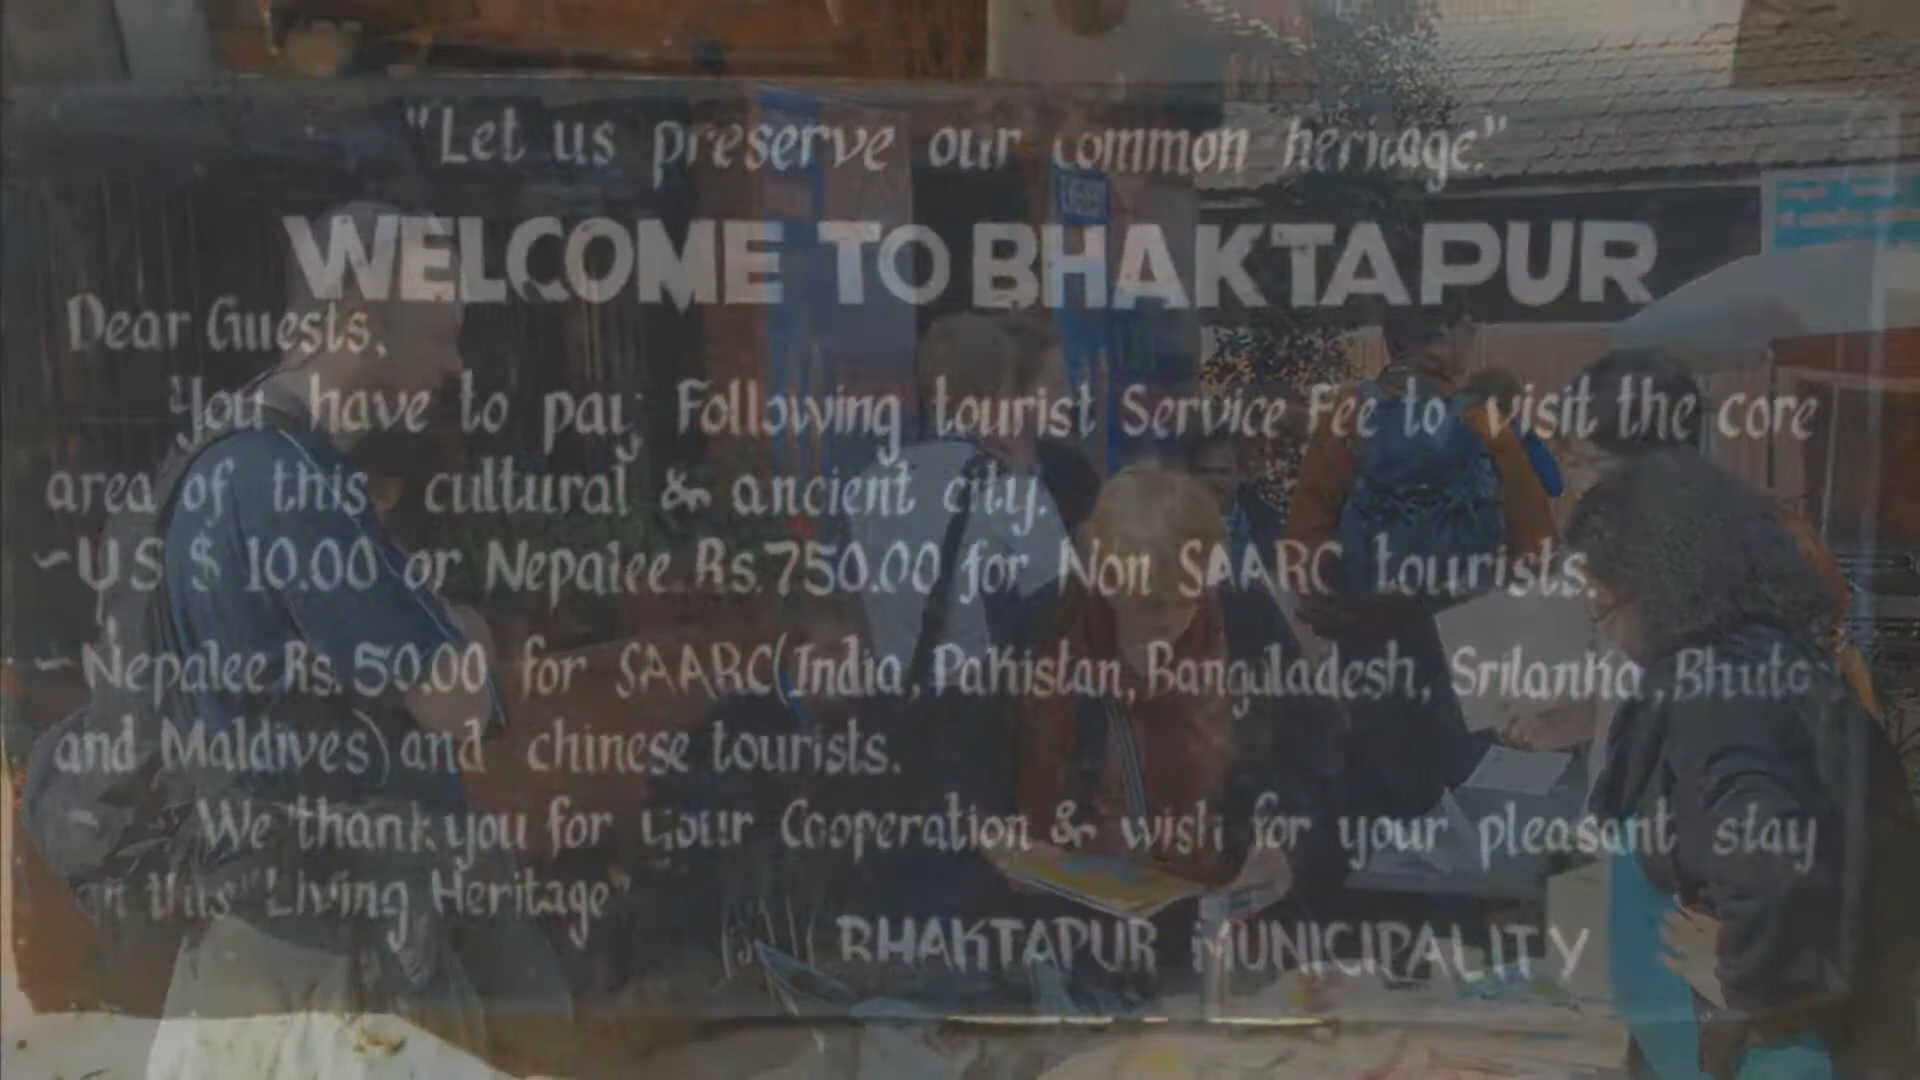 "Let us preserve our common heritage."
WELCOME TO BHAKTAPUR
Dear Guests,
You have to pay Following tourist Service Fee to visit the core
area of this cultural & ancient city.
~US $ 10.00 or Nepalee Rs.750.00 for Non SAARC tourists.
~Nepalee Rs.50.00 for SAARC(India, Pakistan, Banguladesh, Srilanka, Bhuta
and Maldives) and chinese tourists.
We thank you for your Cooperation & wish for your pleasant stay
in this "Living Heritage"
BHAKTAPUR MUNICIPALITY